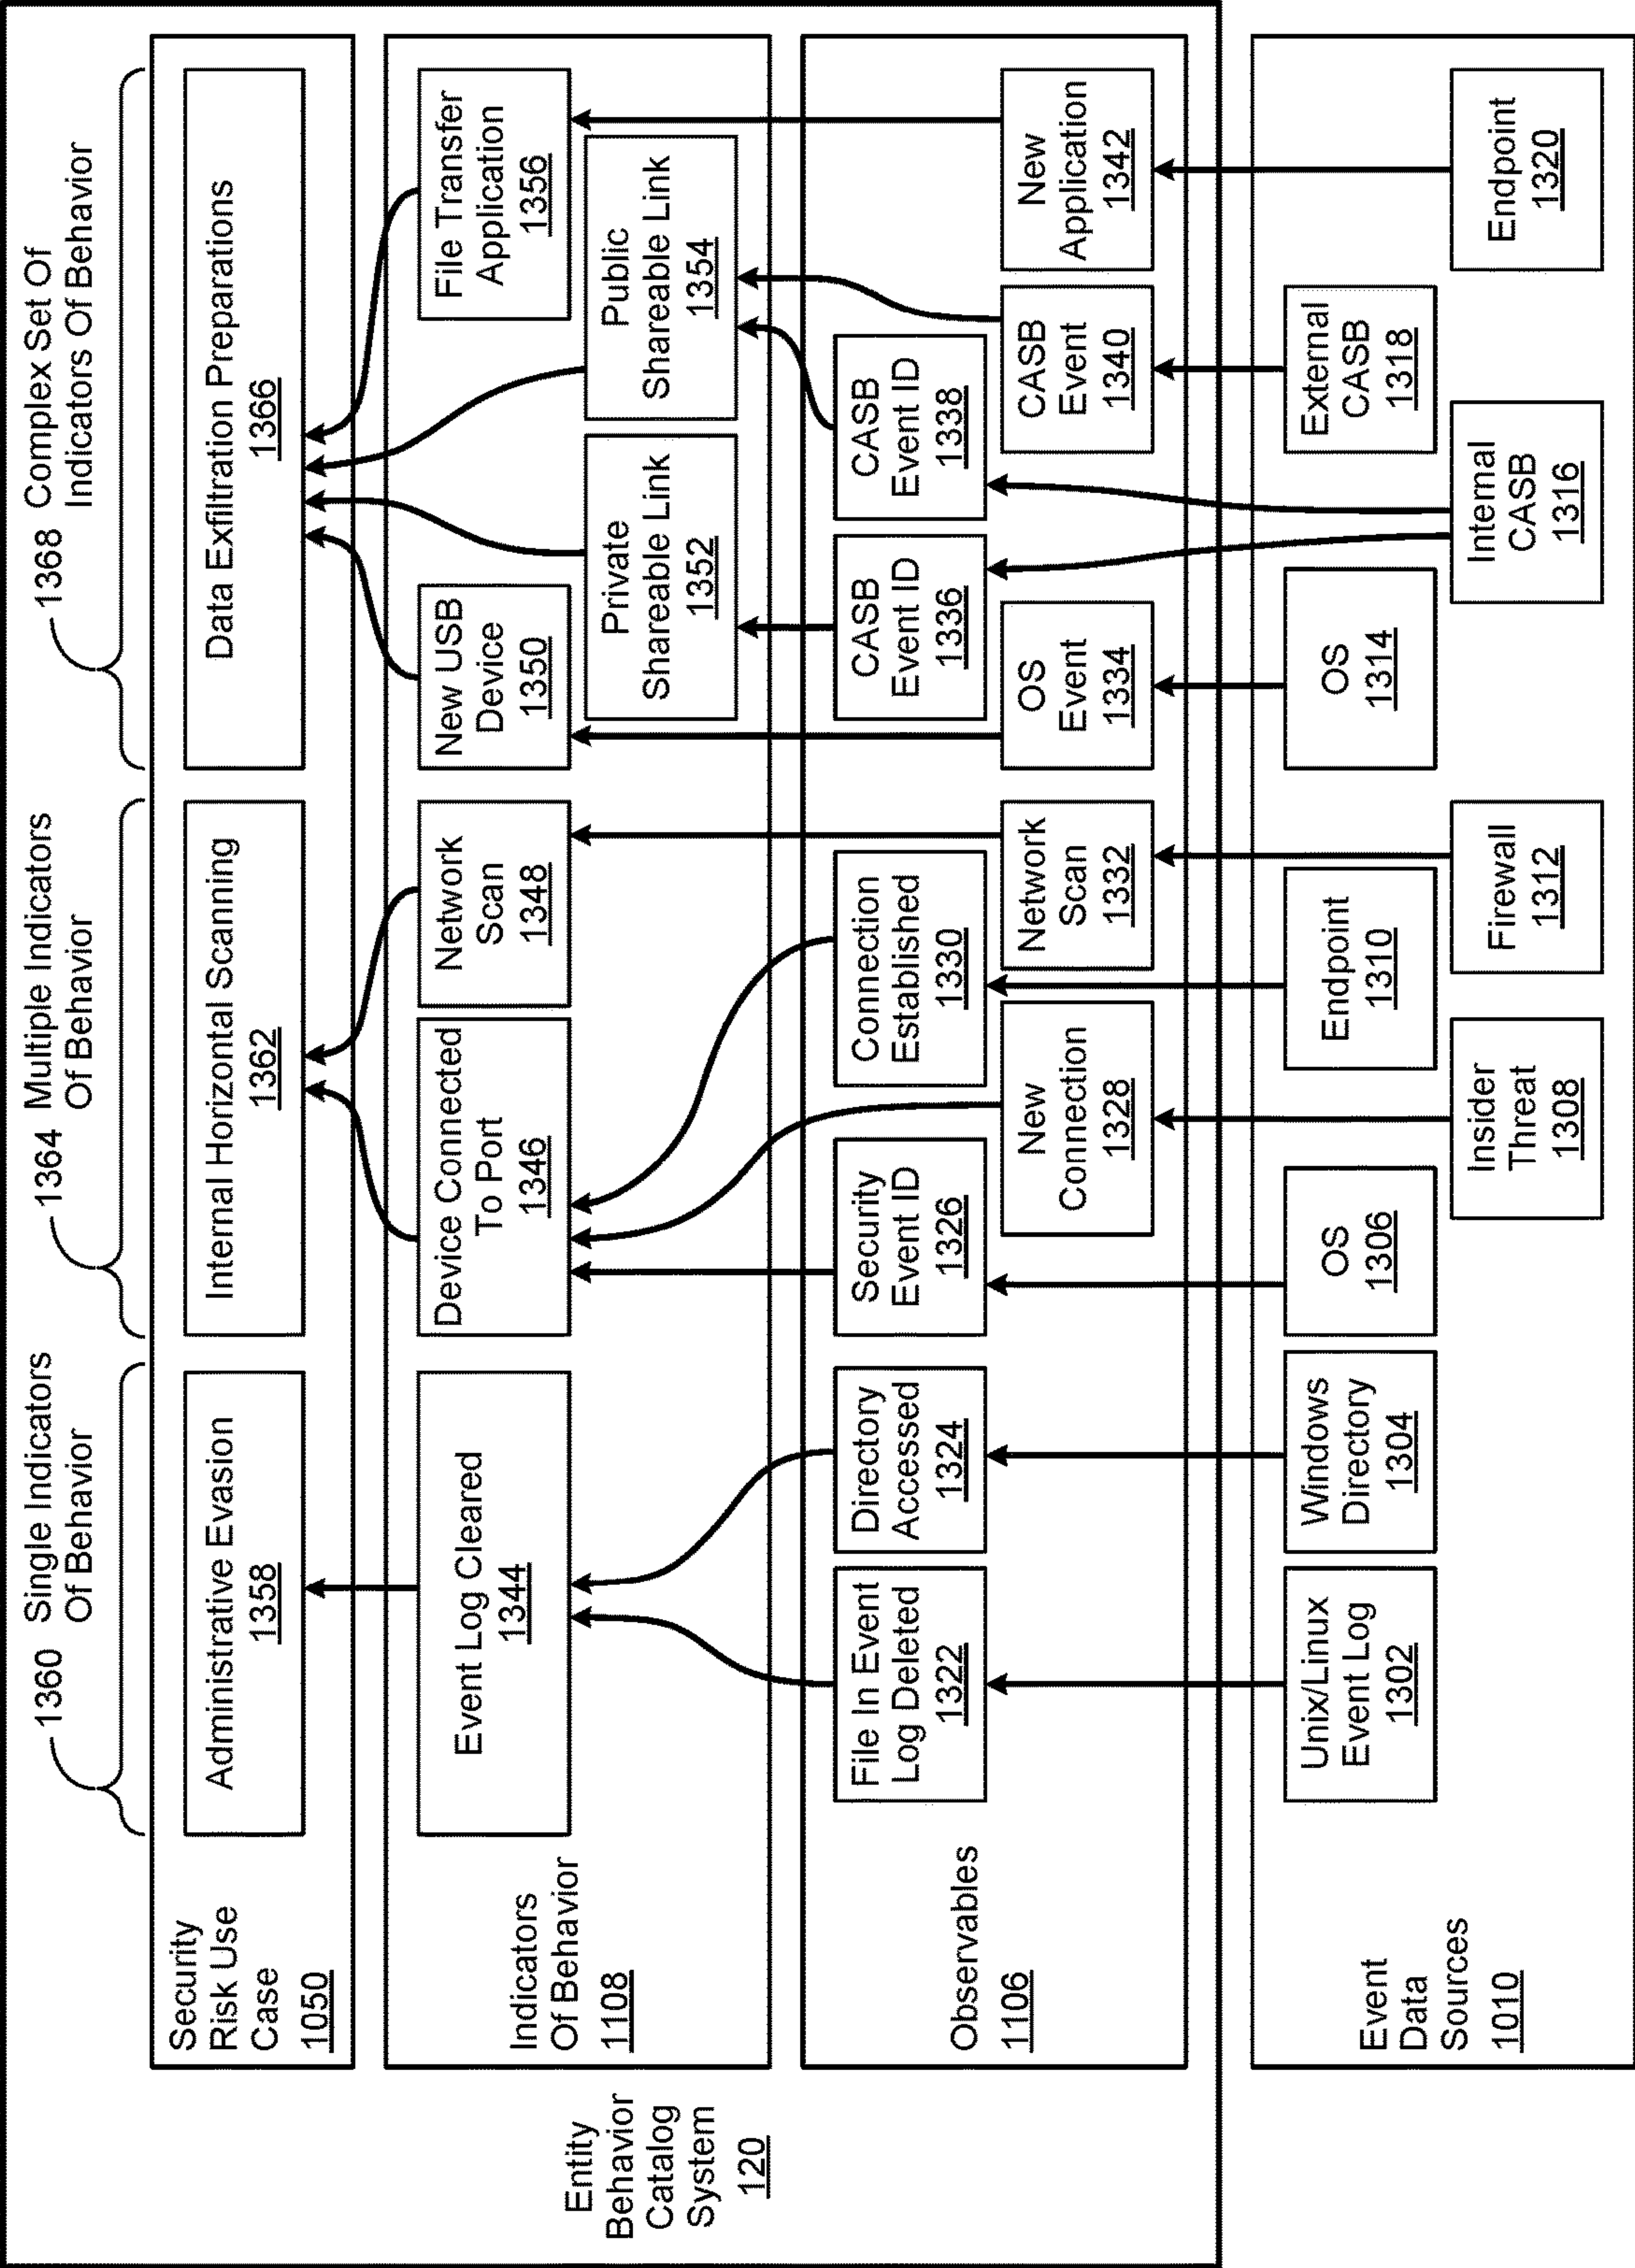 1360
Single Indicators
Of Behavior
1364
Multiple Indicators
Of Behavior
1368
Complex Set Of
Indicators Of Behavior
Entity
Behavior
Catalog
System
120
Security
Risk Use
Case
1050
Administrative Evasion
1358
Internal Horizontal Scanning
1362
Data Exfiltration Preparations
1366
Indicators
Of Behavior
1108
Event Log Cleared
1344
Device Connected
To Port
1346
Network
Scan
1348
New USB
Device
1350
Private
Shareable Link
1352
Public
Shareable Link
1354
File Transfer
Application
1356
Observables
1106
File In Event
Log Deleted
1322
Directory
Accessed
1324
Security
Event ID
1326
New
Connection
1328
Connection
Established
1330
Network
Scan
1332
OS
Event
1334
CASB
Event ID
1336
CASB
Event ID
1338
CASB
Event
1340
New
Application
1342
Event
Data
Sources
1010
Unix/Linux
Event Log
1302
Windows
Directory
1304
OS
1306
Insider
Threat
1308
Endpoint
1310
Firewall
1312
OS
1314
Internal
CASB
1316
External
CASB
1318
Endpoint
1320